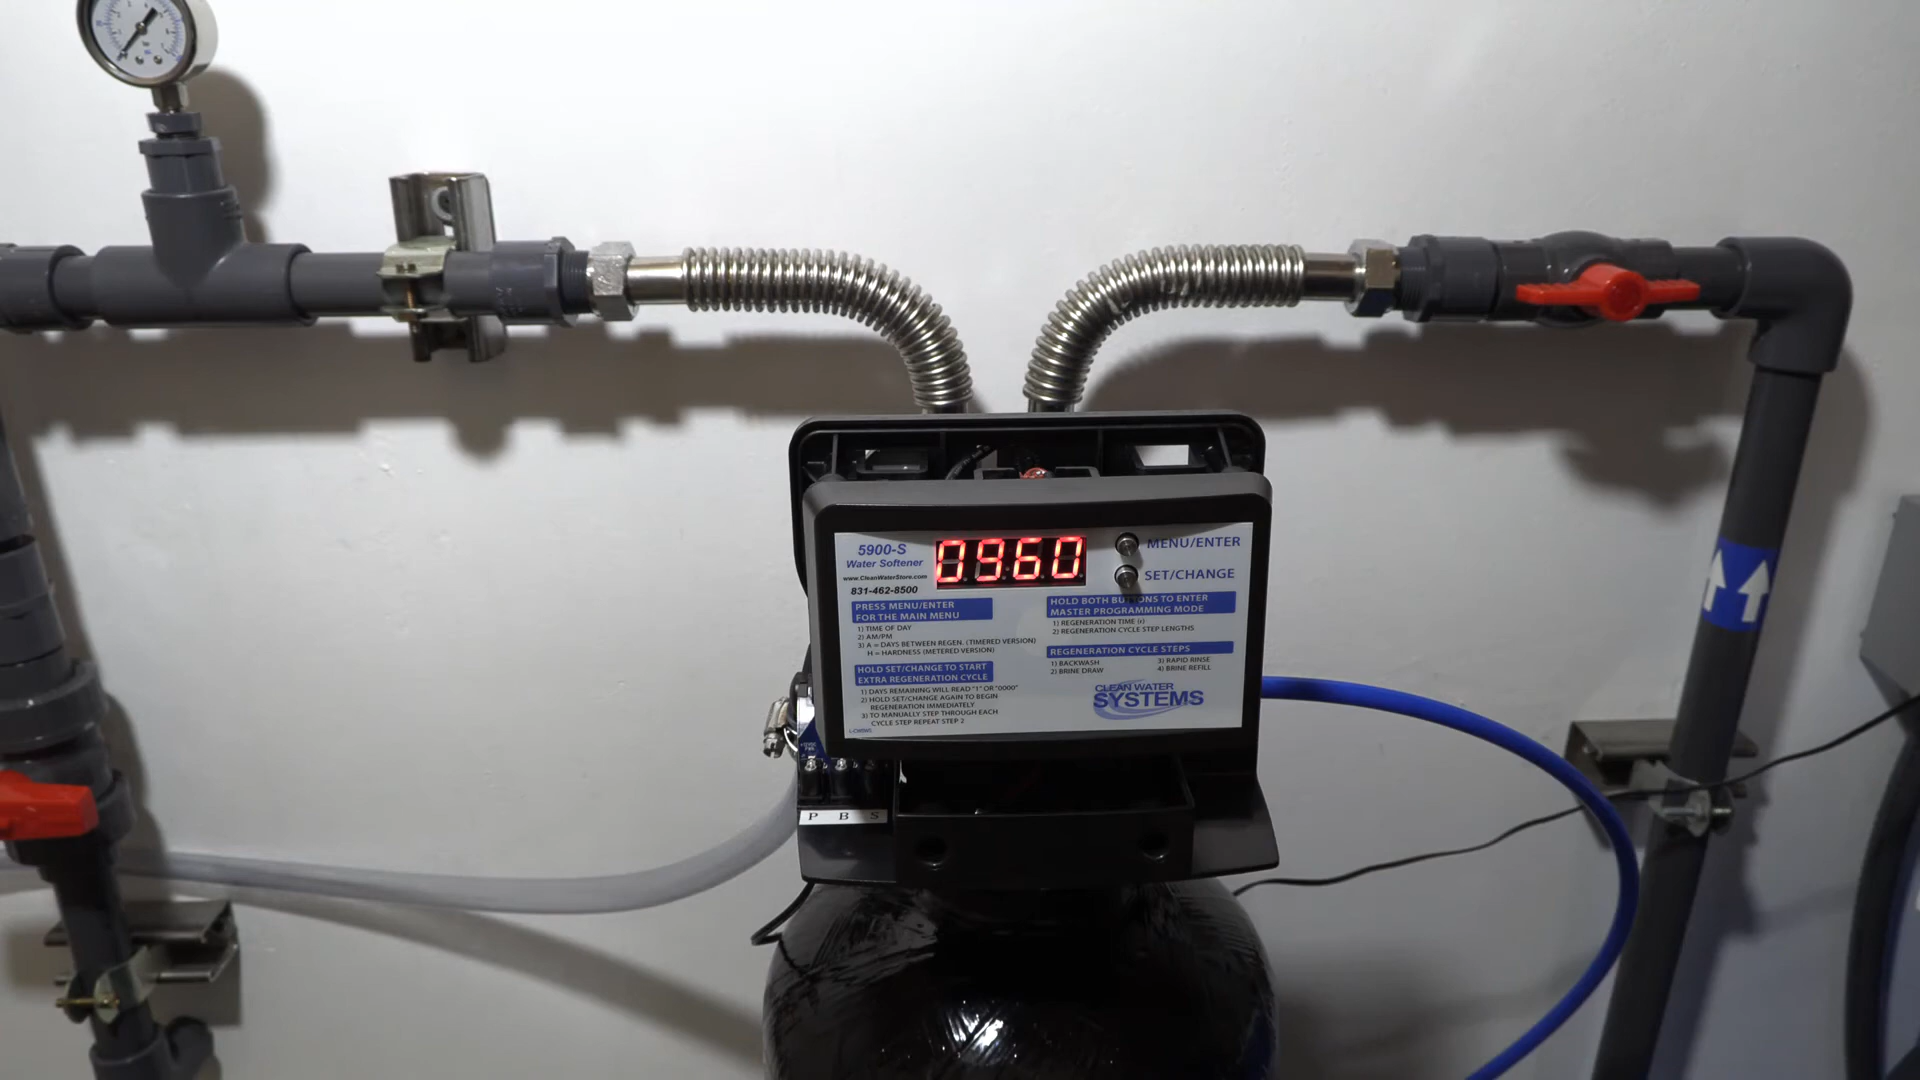 5900-S
Water Softener
www.CleanWaterStore.com
831-462-8500
0960
MENU/ENTER
SET/CHANGE
PRESS MENU/ENTER
FOR THE MAIN MENU
1) TIME OF DAY
2) AM/PM
3) A = DAYS BETWEEN REGEN. (TIMERED VERSION)
H = HARDNESS (METERED VERSION)
HOLD SET/CHANGE TO START
EXTRA REGENERATION CYCLE
1) DAYS REMAINING WILL READ "1" OR "0000"
2) HOLD SET/CHANGE AGAIN TO BEGIN
REGENERATION IMMEDIATELY
3) TO MANUALLY STEP THROUGH EACH
CYCLE STEP REPEAT STEP 2
HOLD BOTH BUTTONS TO ENTER
MASTER PROGRAMMING MODE
1) REGENERATION TIME (r)
2) REGENERATION CYCLE STEP LENGTHS
REGENERATION CYCLE STEPS
1) BACKWASH 3) RAPID RINSE
2) BRINE DRAW 4) BRINE REFILL
CLEAN WATER
SYSTEMS
P B S